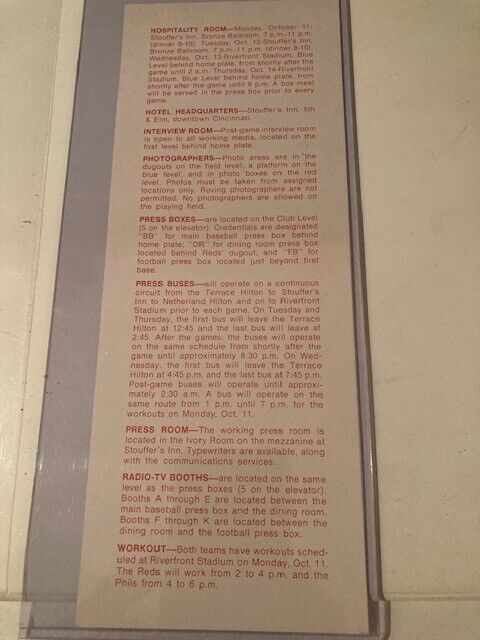 HOSPITALITY ROOM—Monday, October 11-
Stouffer's Inn, Bronze Ballroom, 7 p.m.-11 p.m.
(dinner 8-10). Tuesday, Oct. 12-Stouffer's Inn,
Bronze Ballroom, 7 p.m.-11 p.m. (dinner 8-10).
Wednesday, Oct. 13-Riverfront Stadium, Blue
Level behind home plate, from shortly after the
game until 2 a.m. Thursday, Oct. 14-Riverfront
Stadium, Blue Level behind home plate, from
shortly after the game until 9 p.m. A box meal
will be served in the press box prior to every
game.
HOTEL HEADQUARTERS—Stouffer's Inn, 5th
& Elm, downtown Cincinnati.
INTERVIEW ROOM—Post-game interview room
is open to all working media, located on the
first level behind home plate.
PHOTOGRAPHERS—Photo areas are in the
dugouts on the field level; a platform on the
blue level; and in photo boxes on the red
level. Photos must be taken from assigned
locations only. Roving photographers are not
permitted. No photographers are allowed on
the playing field.
PRESS BOXES—are located on the Club Level
(5 on the elevator). Credentials are designated
"BB" for main baseball press box behind
home plate; "DR" for dining room press box
located behind Reds' dugout; and "FB" for
football press box located just beyond first
base.
PRESS BUSES—will operate on a continuous
circuit from the Terrace Hilton to Stouffer's
Inn to Netherland Hilton and on to Riverfront
Stadium prior to each game. On Tuesday and
Thursday, the first bus will leave the Terrace
Hilton at 12:45 and the last bus will leave at
2:45. After the games, the buses will operate
on the same schedule from shortly after the
game until approximately 8:30 p.m. On Wed-
nesday, the first bus will leave the Terrace
Hilton at 4:45 p.m. and the last bus at 7:45 p.m.
Post-game buses will operate until approxi-
mately 2:30 a.m. A bus will operate on the
same route from 1 p.m. until 7 p.m. for the
workouts on Monday, Oct. 11.
PRESS ROOM—The working press room is
located in the Ivory Room on the mezzanine at
Stouffer's Inn. Typewriters are available, along
with the communications services.
RADIO-TV BOOTHS—are located on the same
level as the press boxes (5 on the elevator).
Booths A through E are located between the
main baseball press box and the dining room.
Booths F through K are located between the
dining room and the football press box.
WORKOUT—Both teams have workouts sched-
uled at Riverfront Stadium on Monday, Oct. 11.
The Reds will work from 2 to 4 p.m. and the
Phils from 4 to 6 p.m.